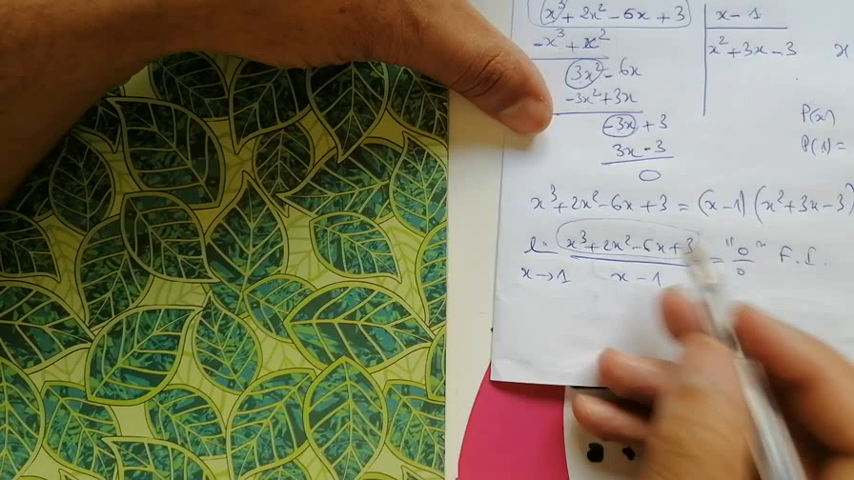 x³ + 2x² - 6x + 3 | x - 1
-x³ + x² | x² + 3x - 3 x
3x² - 6x
-3x² + 3x
-3x + 3 P(x)
3x - 3 P(1) =
0
x³ + 2x² - 6x + 3 = (x - 1)(x² + 3x - 3)
x³ + 2x² - 6x + 3 = "0 " F.I.
x → 1 x - 1 0